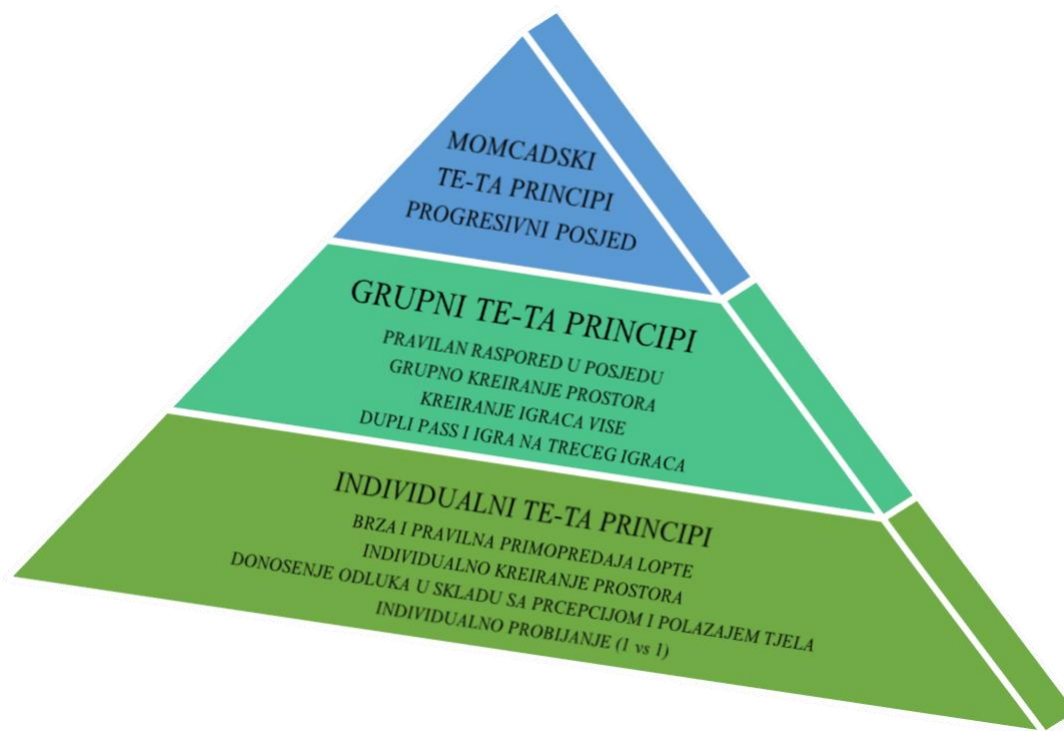 MOMCADSKI
TE-TA PRINCIPI
PROGRESIVNI POSJED
GRUPNI TE-TA PRINCIPI
PRAVILAN RASPORED U POSJEDU
GRUPNO KREIRANJE PROSTORA
KREIRANJE IGRACA VISE
DUPLI PASS I IGRA NA TRECEG IGRACA
INDIVIDUALNI TE-TA PRINCIPI
BRZA I PRAVILNA PRIMOPREDAJA LOPTE
INDIVIDUALNO KREIRANJE PROSTORA
DONOSENJE ODLUKA U SKLADU SA PRCEPCIJOM I POLAZAJEM TJELA
INDIVIDUALNO PROBIJANJE (1 vs 1)